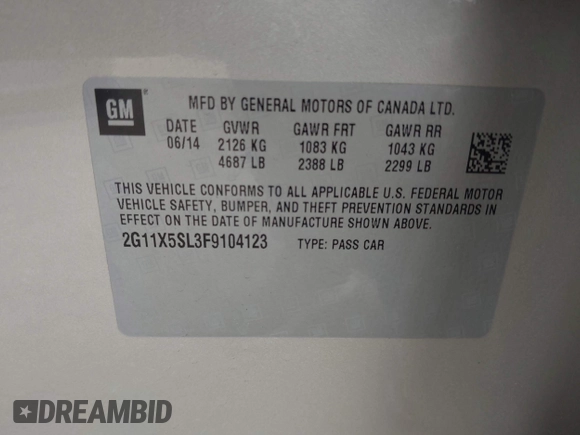 GM
MFD BY GENERAL MOTORS OF CANADA LTD.
DATE GVWR GAWR FRT GAWR RR
06/14 2126 KG 1083 KG 1043 KG
4687 LB 2388 LB 2299 LB
THIS VEHICLE CONFORMS TO ALL APPLICABLE U.S. FEDERAL MOTOR
VEHICLE SAFETY, BUMPER, AND THEFT PREVENTION STANDARDS IN
EFFECT ON THE DATE OF MANUFACTURE SHOWN ABOVE.
2G11X5SL3F9104123 TYPE: PASS CAR
DREAMBID